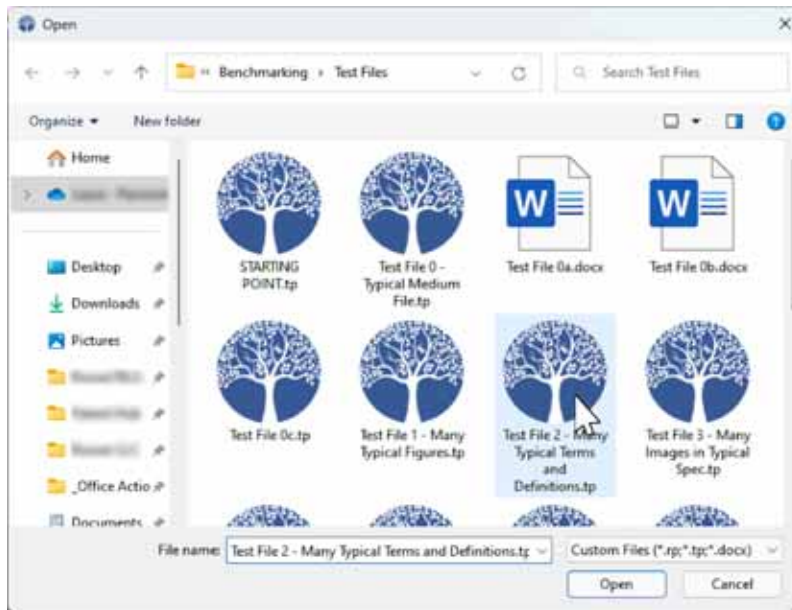 Open
Benchmarking › Test Files
Search Test Files
Organize
New folder
Home
Desktop
Downloads
Pictures
_Office Actio
Documents
STARTING
POINT.tp
Test File 0 -
Typical Medium
File.tp
Test File 0a.docx
Test File 0b.docx
Test File 0c.tp
Test File 1 - Many
Typical Figures.tp
Test File 2 - Many
Typical Terms
and
Definitions.tp
Test File 3 - Many
Images in Typical
Spec.tp
File name: Test File 2 - Many Typical Terms and Definitions.tp
Custom Files (*.rp;*.tp;*.docx)
Open
Cancel